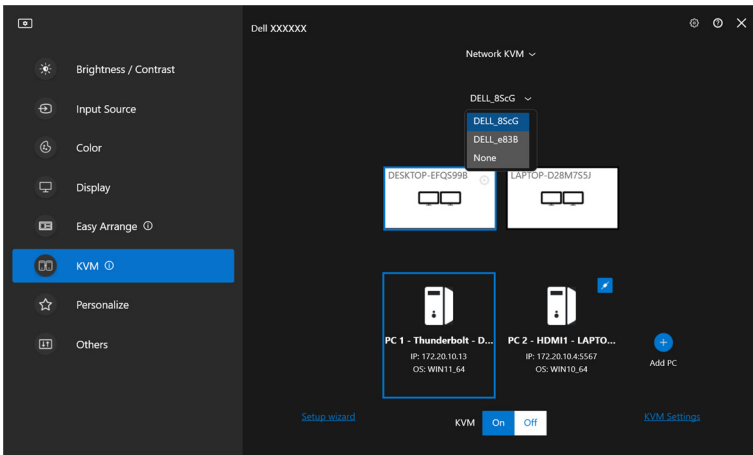 Dell XXXXXX
Network KVM
Brightness / Contrast
Input Source
Color
Display
Easy Arrange
KVM
Personalize
Others
DELL_8ScG
DELL_8ScG
DELL_e83B
None
DESKTOP-EFQS99B
LAPTOP-D28M7S5J
PC 1 - Thunderbolt - D...
IP: 172.20.10.13
OS: WIN11_64
PC 2 - HDMI1 - LAPTO...
IP: 172.20.10.4:5567
OS: WIN10_64
Add PC
Setup wizard
KVM On Off
KVM Settings